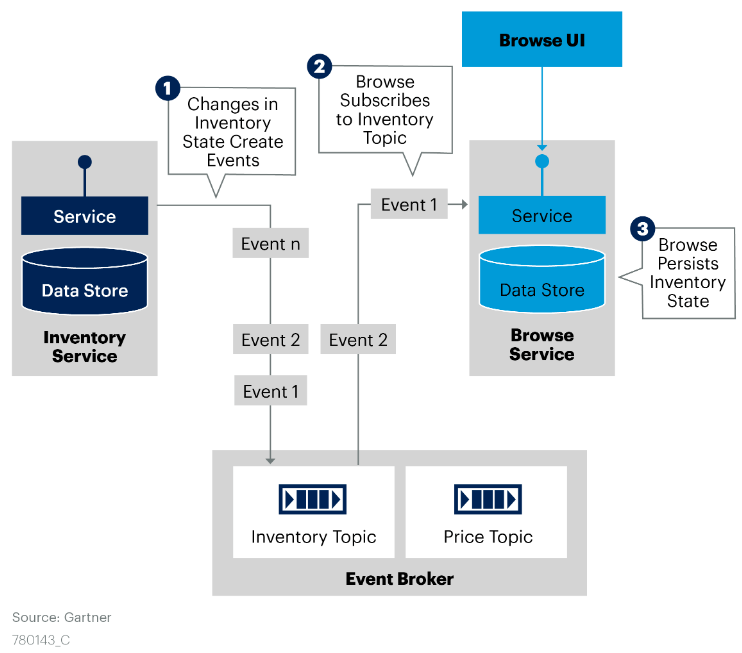 Browse UI
1
Changes in
Inventory
State Create
Events
2
Browse
Subscribes
to Inventory
Topic
Service
Data Store
Inventory
Service
Event n
Event 2
Event 1
Event 1
Event 2
Service
Data Store
Browse
Service
3
Browse
Persists
Inventory
State
Inventory Topic
Price Topic
Event Broker
Source: Gartner
780143_C